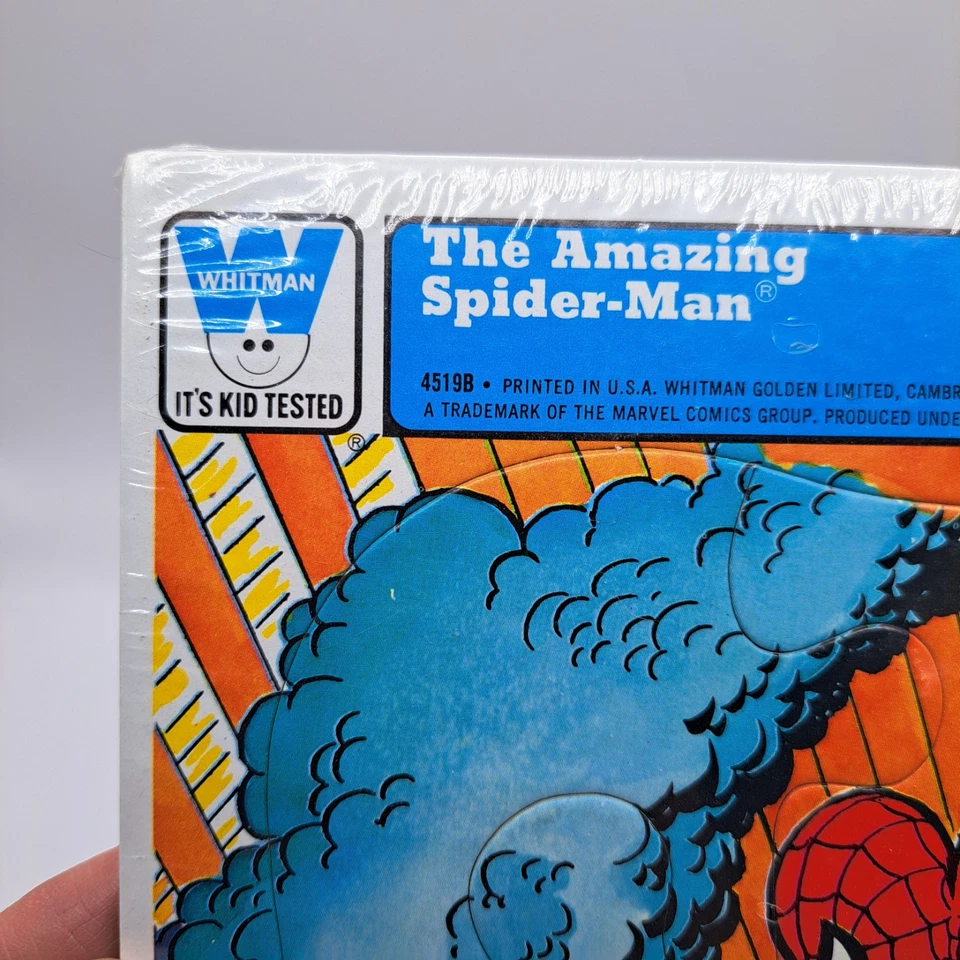 WHITMAN
IT'S KID TESTED
®
The Amazing
Spider-Man®
4519B • PRINTED IN U.S.A. WHITMAN GOLDEN LIMITED,
A TRADEMARK OF THE MARVEL COMICS GROUP. PRODUCED